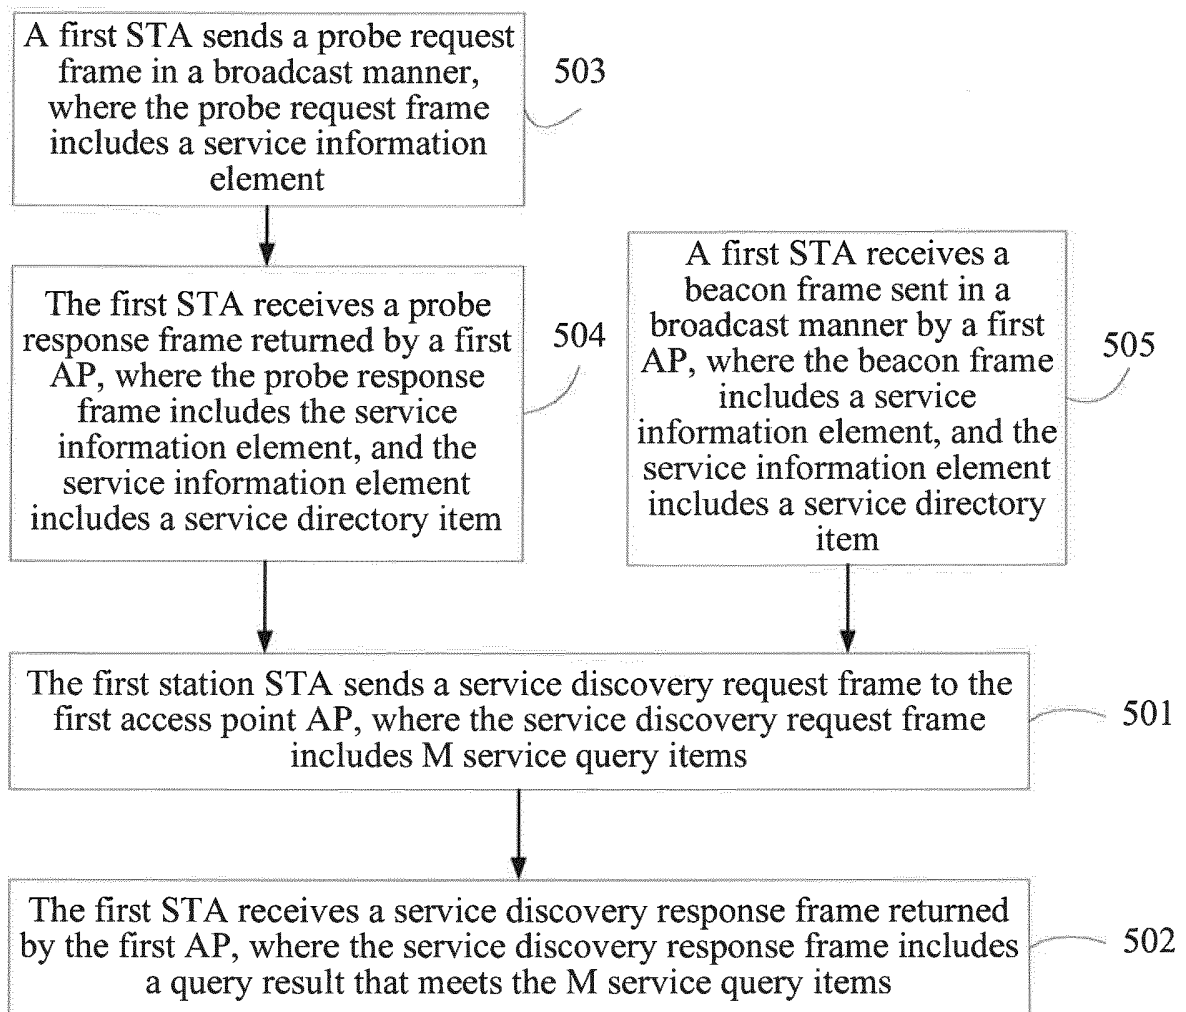 A first STA sends a probe request
frame in a broadcast manner,
where the probe request frame
includes a service information
element
503
The first STA receives a probe
response frame returned by a first
AP, where the probe response
frame includes the service
information element, and the
service information element
includes a service directory item
504
A first STA receives a
beacon frame sent in a
broadcast manner by a first
AP, where the beacon frame
includes a service
information element, and the
service information element
includes a service directory
item
505
The first station STA sends a service discovery request frame to the
first access point AP, where the service discovery request frame
includes M service query items
501
The first STA receives a service discovery response frame returned
by the first AP, where the service discovery response frame includes
a query result that meets the M service query items
502